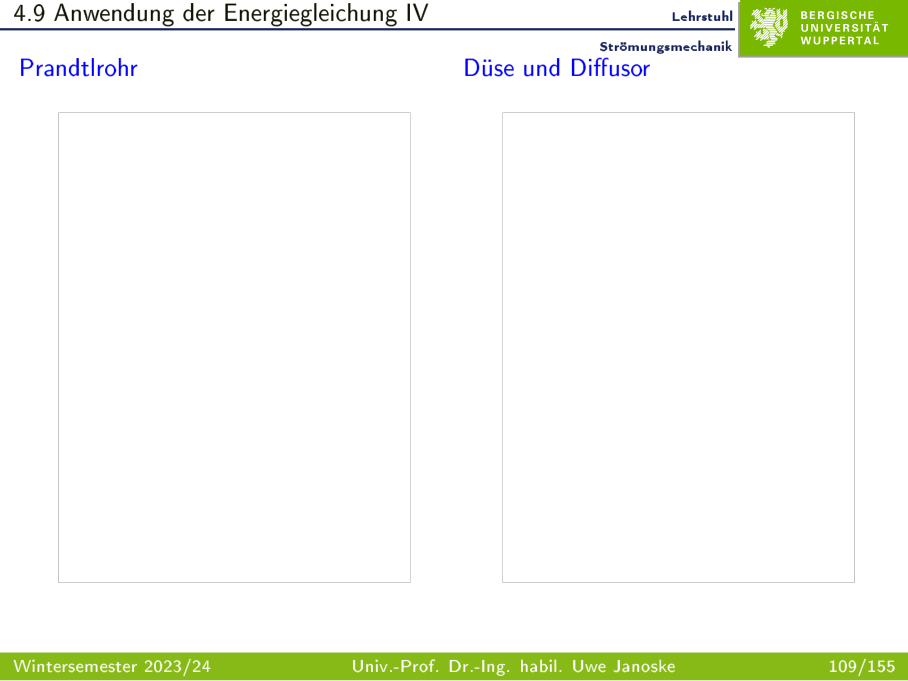 4.9 Anwendung der Energiegleichung IV
Lehrstuhl
Strömungsmechanik
BERGISCHE
UNIVERSITÄT
WUPPERTAL
Prandtlrohr
Düse und Diffusor
Wintersemester 2023/24
Univ.-Prof. Dr.-Ing. habil. Uwe Janoske
109/155